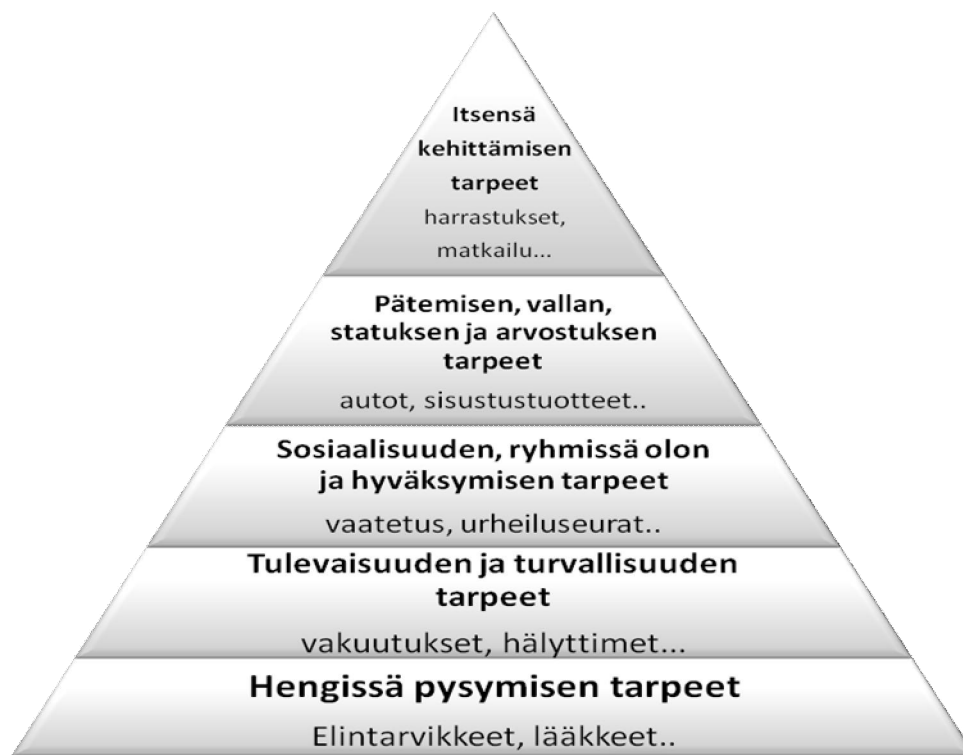 Itsensä
kehittämisen
tarpeet
harrastukset,
matkailu...
Pätemisen, vallan,
statuksen ja arvostuksen
tarpeet
autot, sisustustuotteet..
Sosiaalisuuden, ryhmissä olon
ja hyväksymisen tarpeet
vaatetus, urheiluseurat..
Tulevaisuuden ja turvallisuuden
tarpeet
vakuutukset, hälyttimet...
Hengissä pysymisen tarpeet
Elintarvikkeet, lääkkeet..